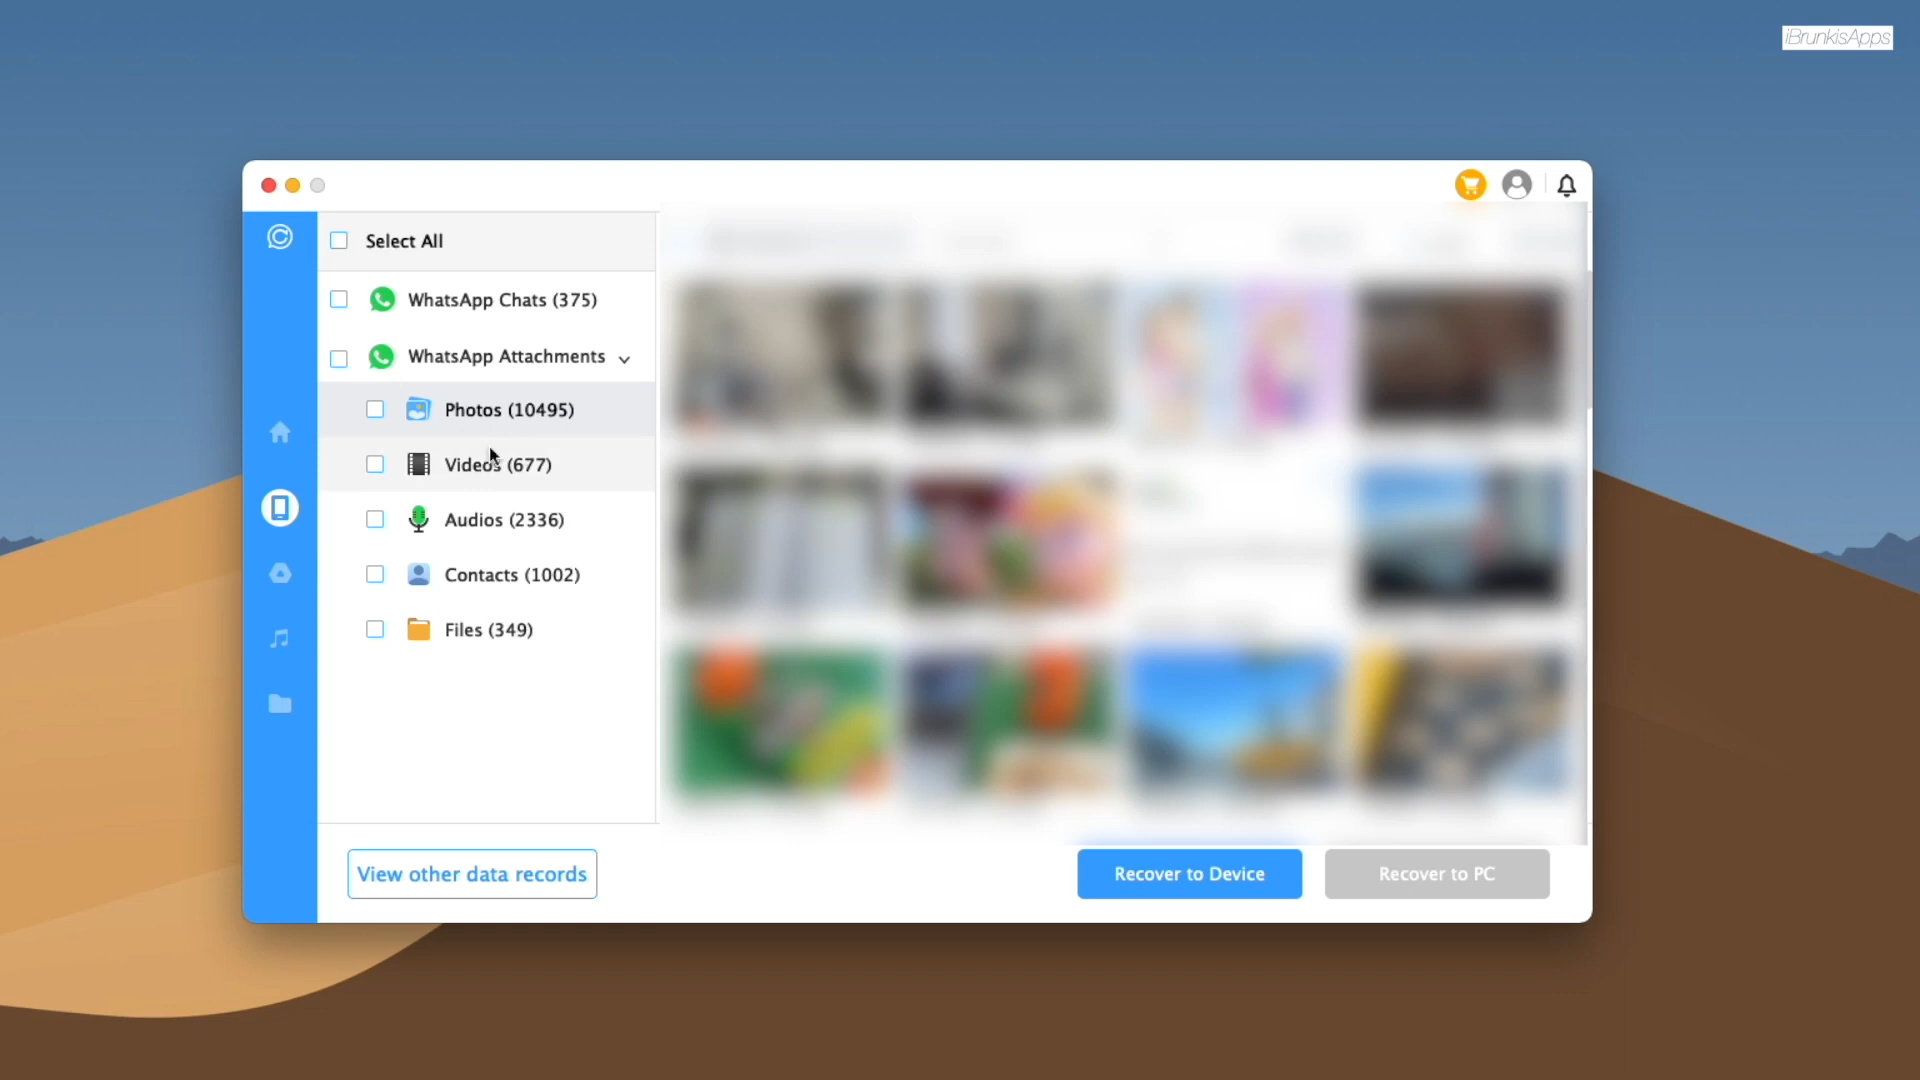 iBrunkisApps
Select All
WhatsApp Chats (375)
WhatsApp Attachments
Photos (10495)
Videos (677)
Audios (2336)
Contacts (1002)
Files (349)
View other data records
Recover to Device
Recover to PC